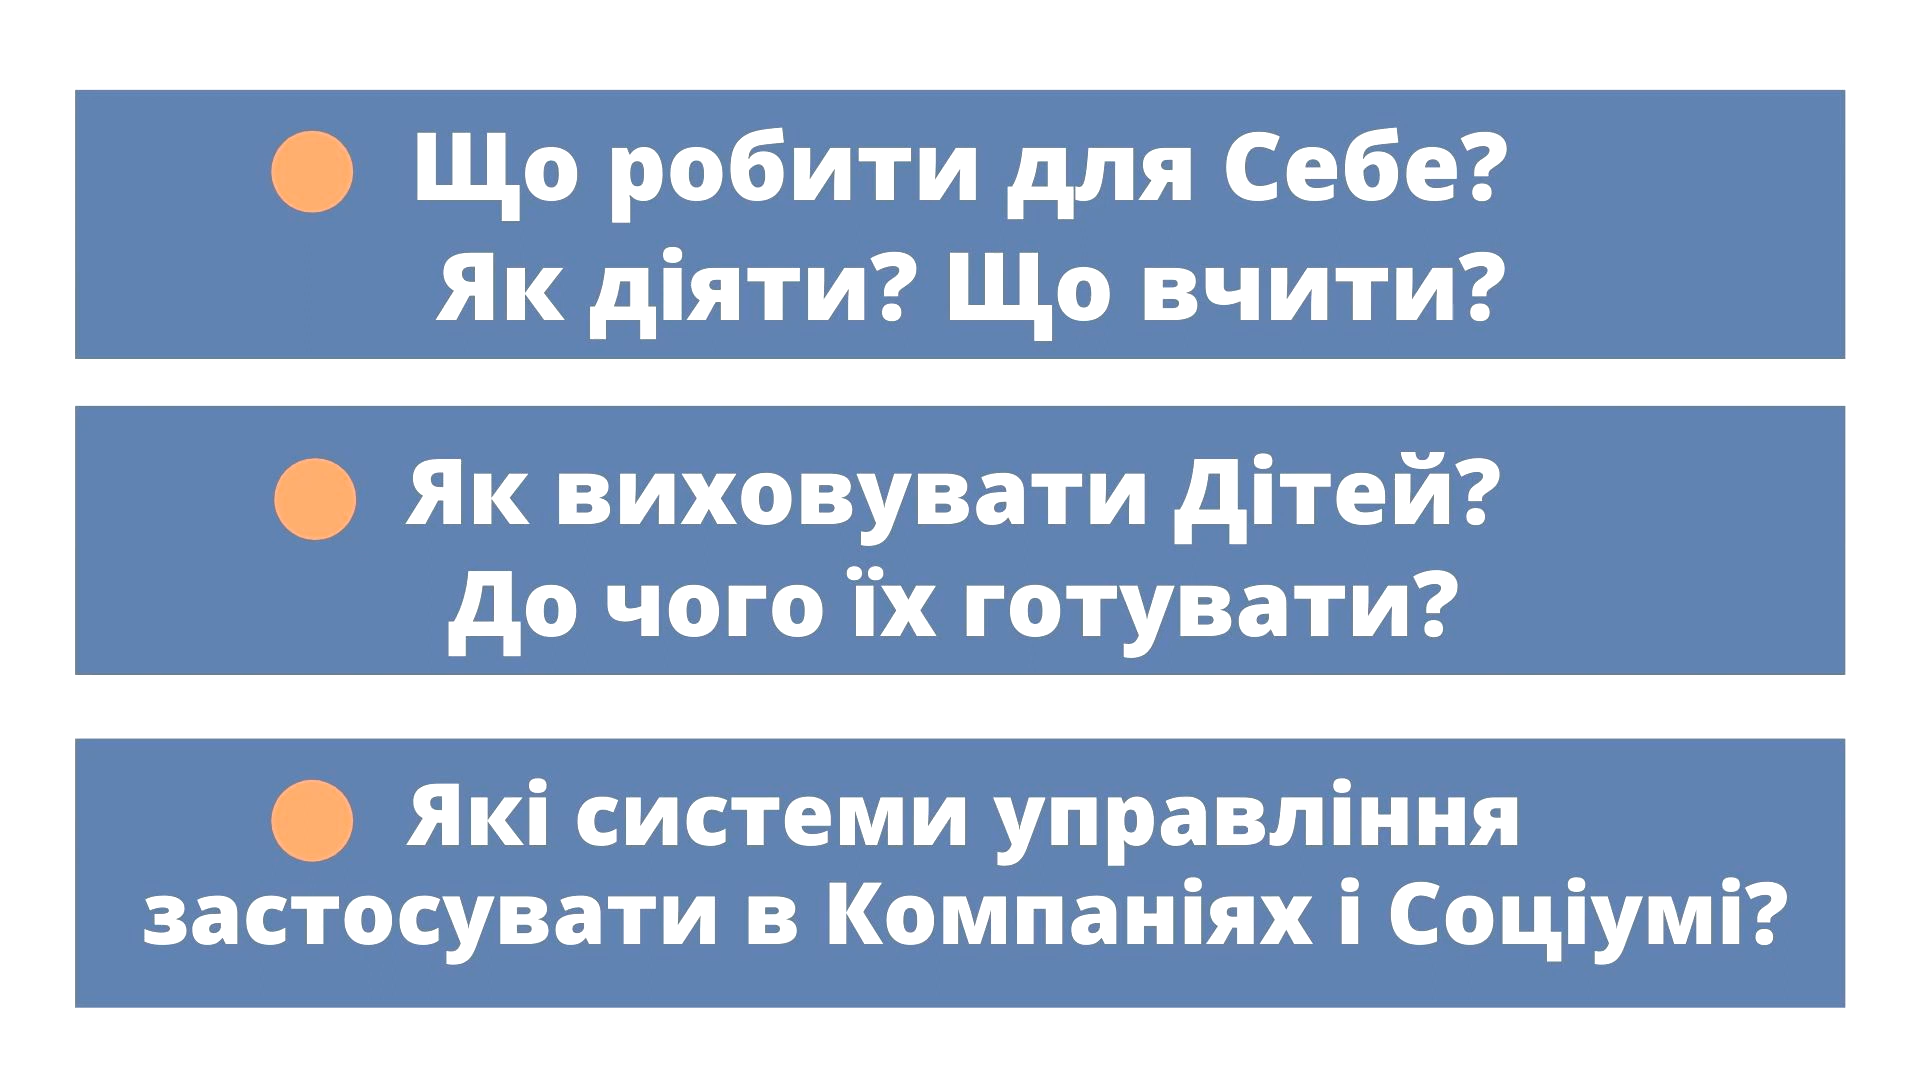 Що робити для Себе?
Як діяти? Що вчити?
Як виховувати Дітей?
До чого їх готувати?
Які системи управління
застосувати в Компаніях і Соціумі?